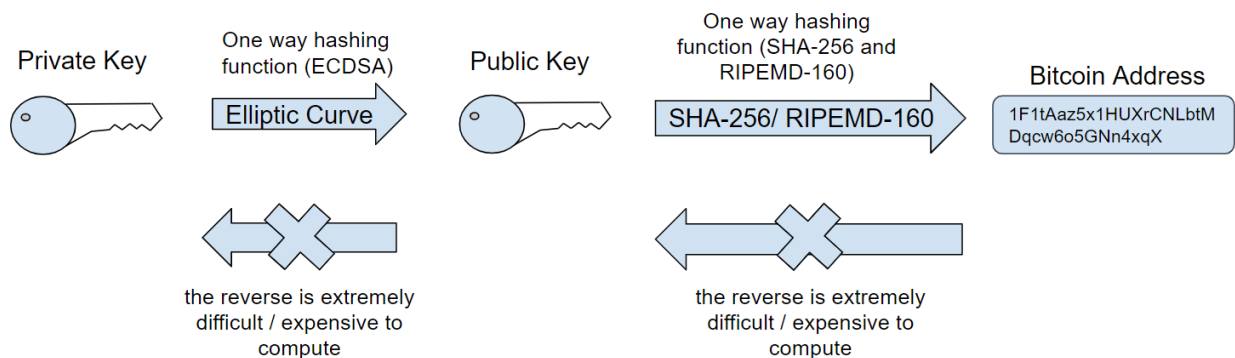 Private Key
One way hashing
function (ECDSA)
Elliptic Curve
Public Key
One way hashing
function (SHA-256 and
RIPEMD-160)
SHA-256/ RIPEMD-160
Bitcoin Address
1F1tAaz5x1HUXrCNLbtM
Dqcw6o5GNn4xqX
the reverse is extremely
difficult / expensive to
compute
the reverse is extremely
difficult / expensive to
compute